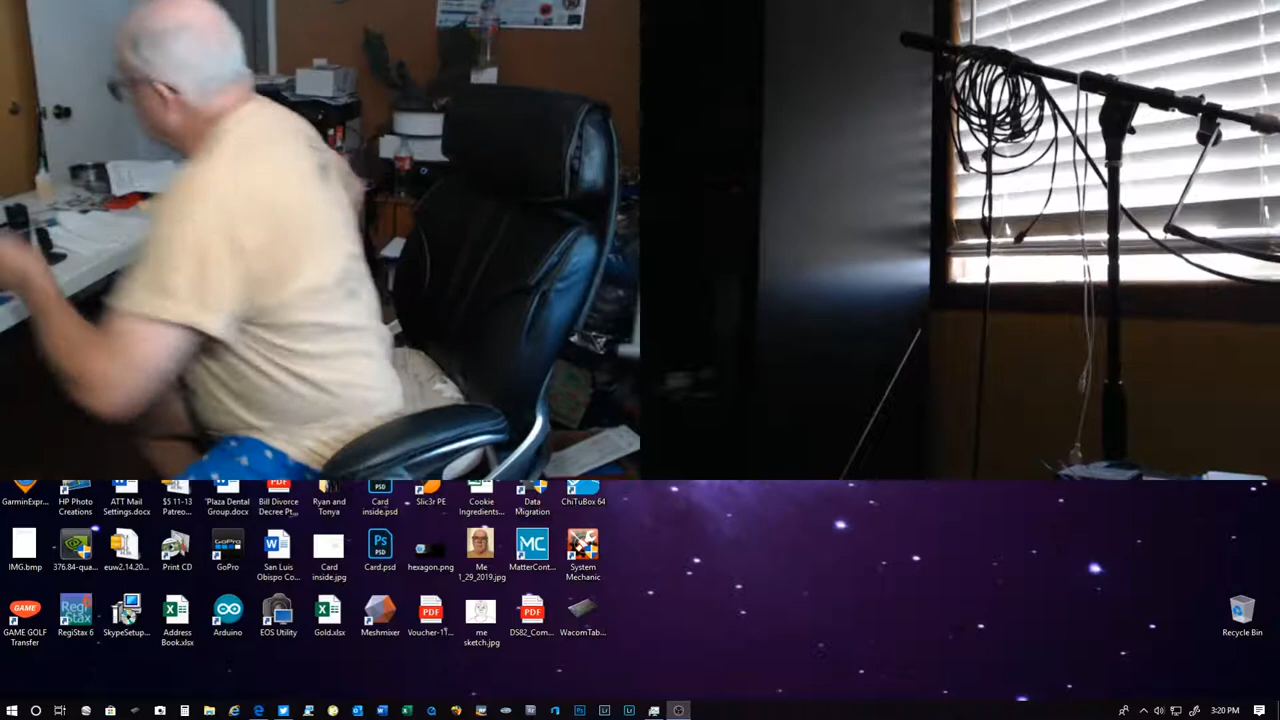 GarminExpr...
HP Photo Creations
ATT Mail Settings.docx
$5 11-13 Patreo...
"Plaza Dental Group.docx
Bill Divorce Decree Pt...
Ryan and Tonya
Card inside.psd
Slic3r PE
Cookie Ingredients...
Data Migration
ChiTuBox 64
IMG.bmp
376.84-qua...
euw2.14.20...
Print CD
GoPro
San Luis Obispo Co...
Card inside.jpg
Card.psd
hexagon.png
Me 1_29_2019.jpg
MatterCont...
System Mechanic
GAME GOLF Transfer
RegiStax 6
SkypeSetup...
Address Book.xlsx
Arduino
EOS Utility
Gold.xlsx
Meshmixer
Voucher-1T...
me sketch.jpg
DS82_Com...
WacomTab...
Recycle Bin
3:20 PM